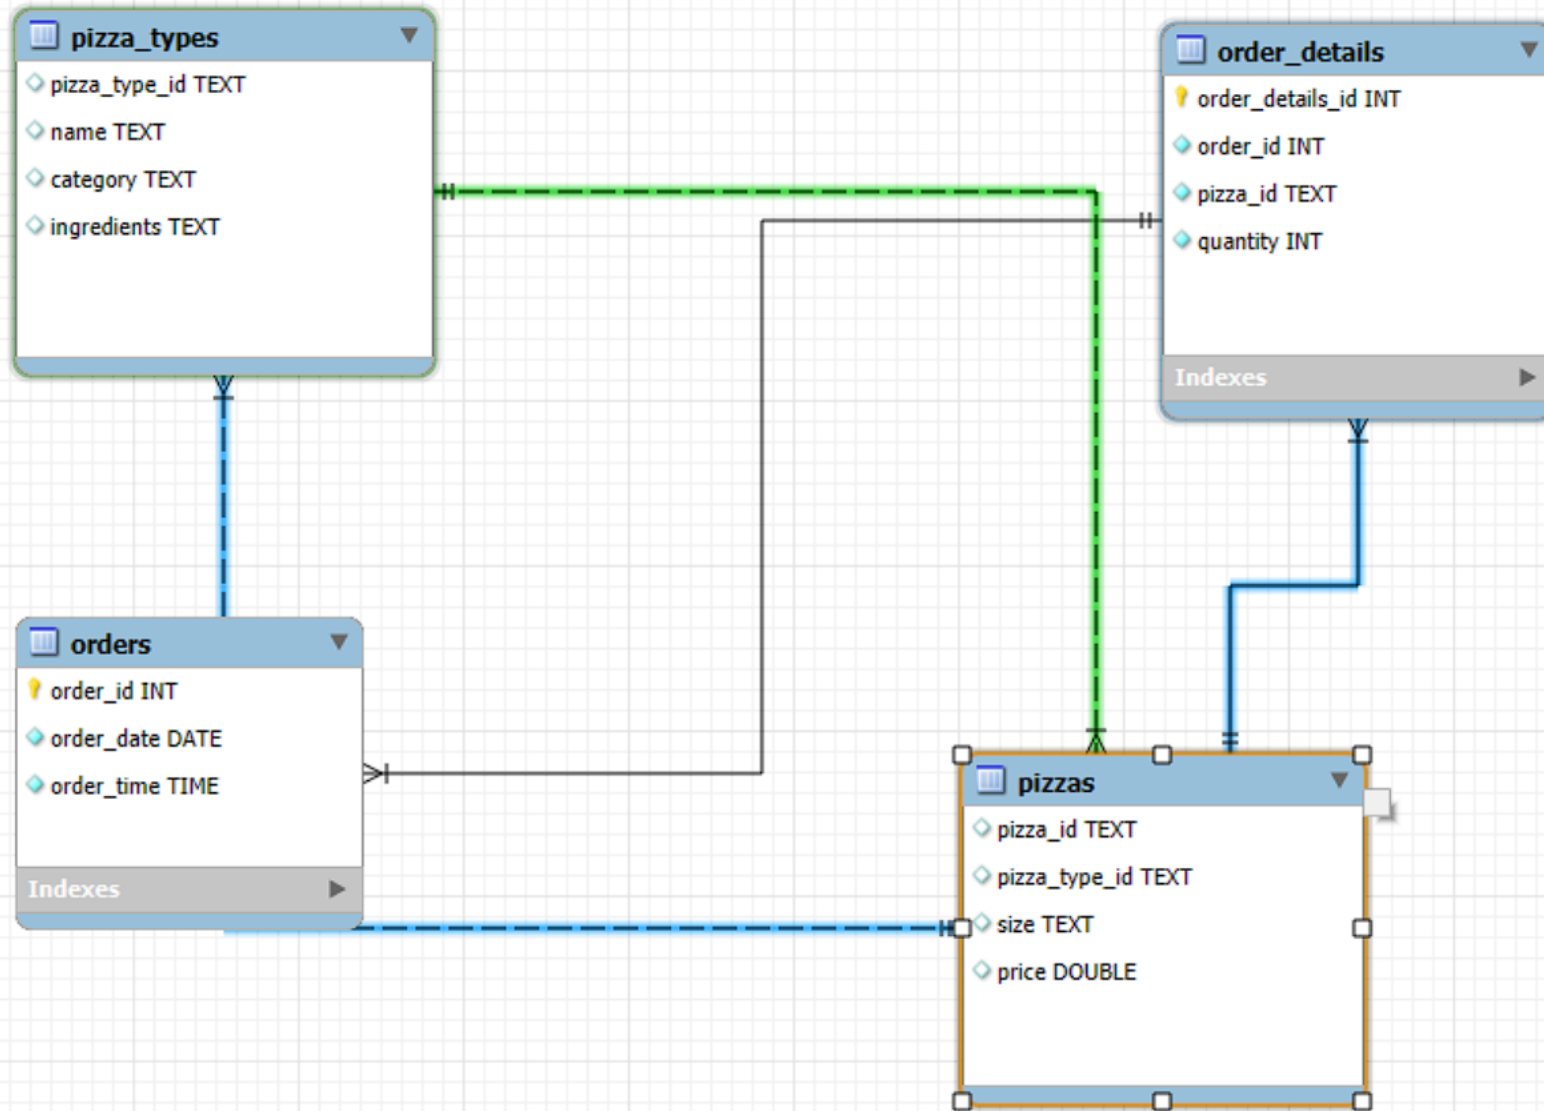 pizza_types
pizza_type_id TEXT
name TEXT
category TEXT
ingredients TEXT
order_details
order_details_id INT
order_id INT
pizza_id TEXT
quantity INT
Indexes
orders
order_id INT
order_date DATE
order_time TIME
Indexes
pizzas
pizza_id TEXT
pizza_type_id TEXT
size TEXT
price DOUBLE